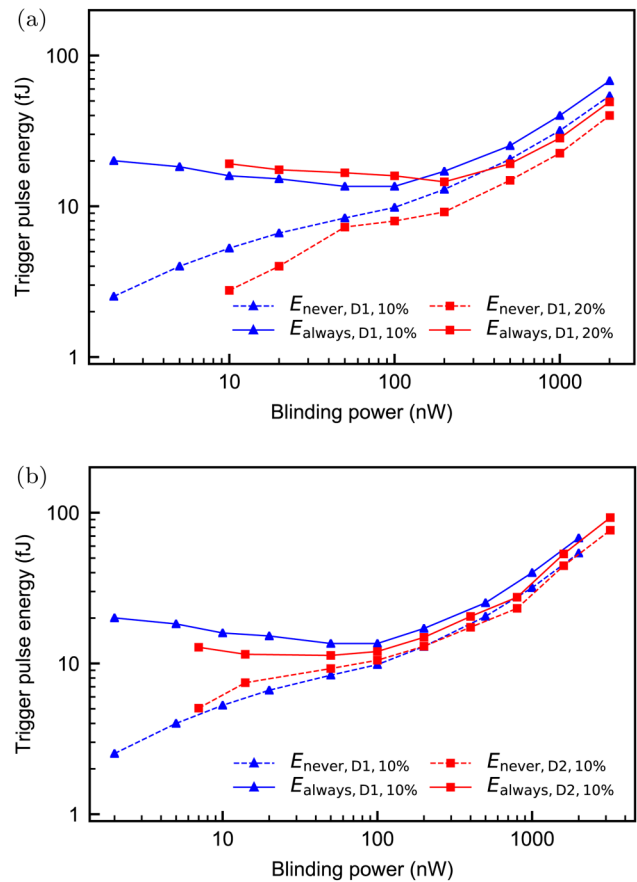 (a)
100
10
1
Trigger pulse energy (fJ)
E never, D1, 10%
E never, D1, 20%
E always, D1, 10%
E always, D1, 20%
10
100
1000
Blinding power (nW)
(b)
100
10
1
Trigger pulse energy (fJ)
E never, D1, 10%
E never, D2, 10%
E always, D1, 10%
E always, D2, 10%
10
100
1000
Blinding power (nW)